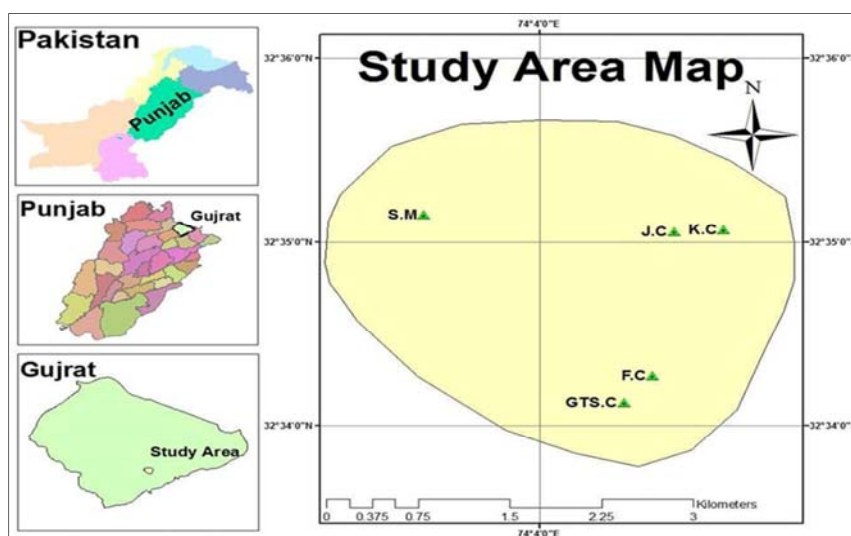 Pakistan
Punjab
Punjab
Gujrat
Gujrat
Study Area
74°4'0"E
32°36'0"N
32°36'0"N
Study Area Map
N
S.M
J.C
K.C
32°35'0"N
32°35'0"N
F.C
GTS.C
32°34'0"N
32°34'0"N
Kilometers
0 0.375 0.75 1.5 2.25 3
74°4'0"E